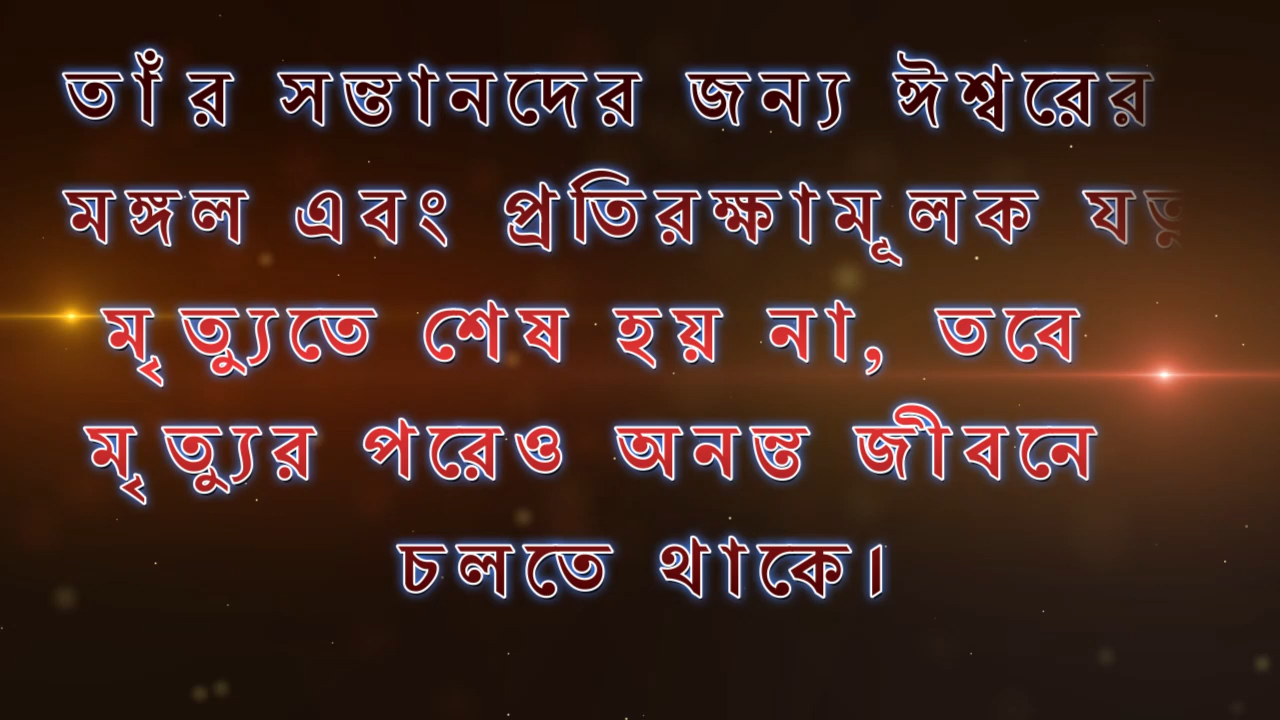 তাঁর সন্তানদের জন্য ঈশ্বরের
মঙ্গল এবং প্রতিরক্ষামূলক
মৃত্যুতে শেষ হয় না, তবে
মৃত্যুর পরেও অনন্ত জীবনে
চলতে থাকে।